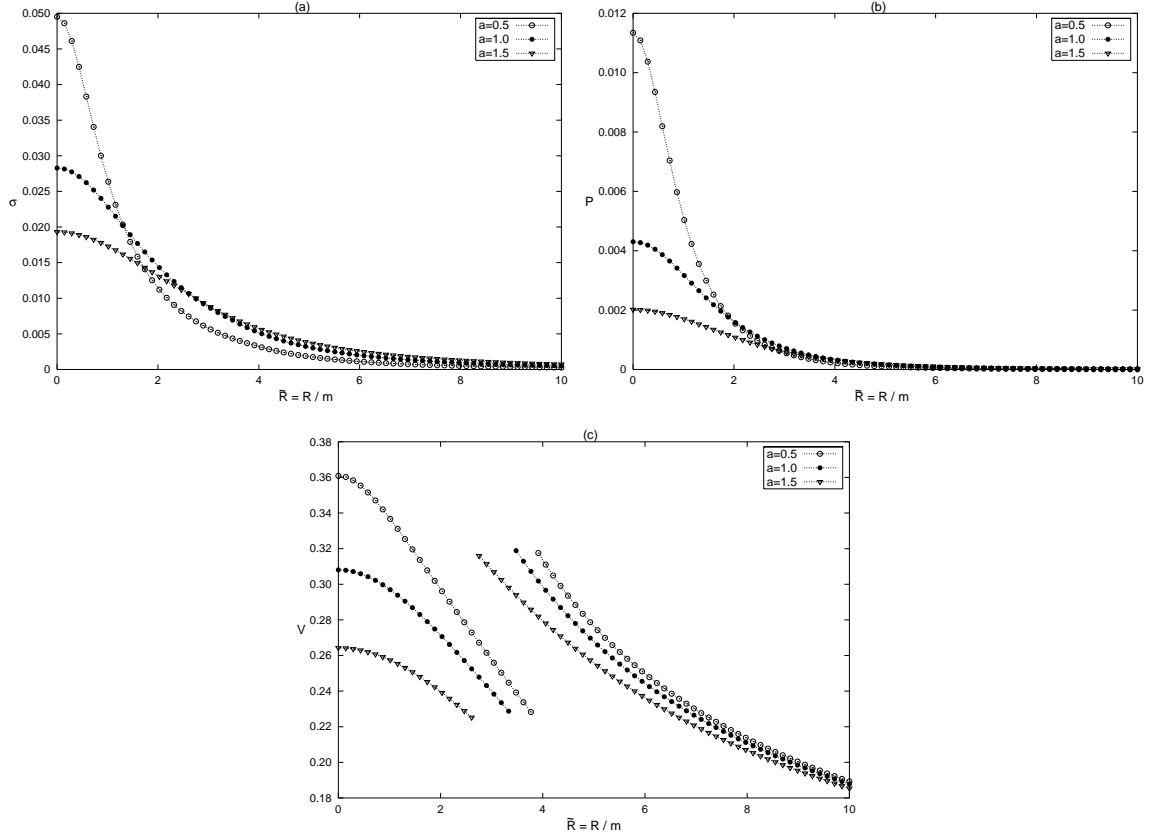 (a)
0.050
0.045
0.040
0.035
0.030
0.025
0.020
0.015
0.010
0.005
0
σ
0 2 4 6 8 10
R̃ = R / m
a=0.5
a=1.0
a=1.5
(b)
0.012
0.010
0.008
0.006
0.004
0.002
0
P
0 2 4 6 8 10
R̃ = R / m
a=0.5
a=1.0
a=1.5
(c)
0.38
0.36
0.34
0.32
0.30
0.28
0.26
0.24
0.22
0.20
0.18
V
0 2 4 6 8 10
R̃ = R / m
a=0.5
a=1.0
a=1.5